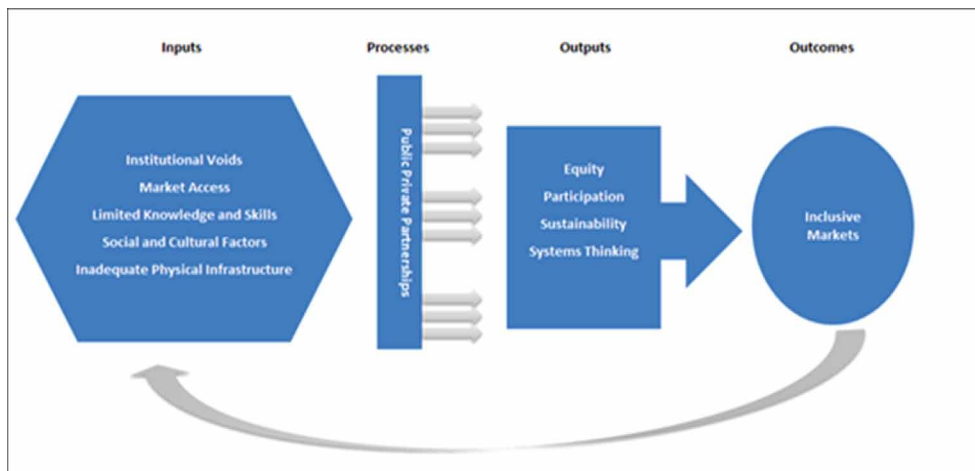 Inputs
Processes
Outputs
Outcomes
Institutional Voids
Market Access
Limited Knowledge and Skills
Social and Cultural Factors
Inadequate Physical Infrastructure
Public Private Partnerships
Equity
Participation
Sustainability
Systems Thinking
Inclusive
Markets